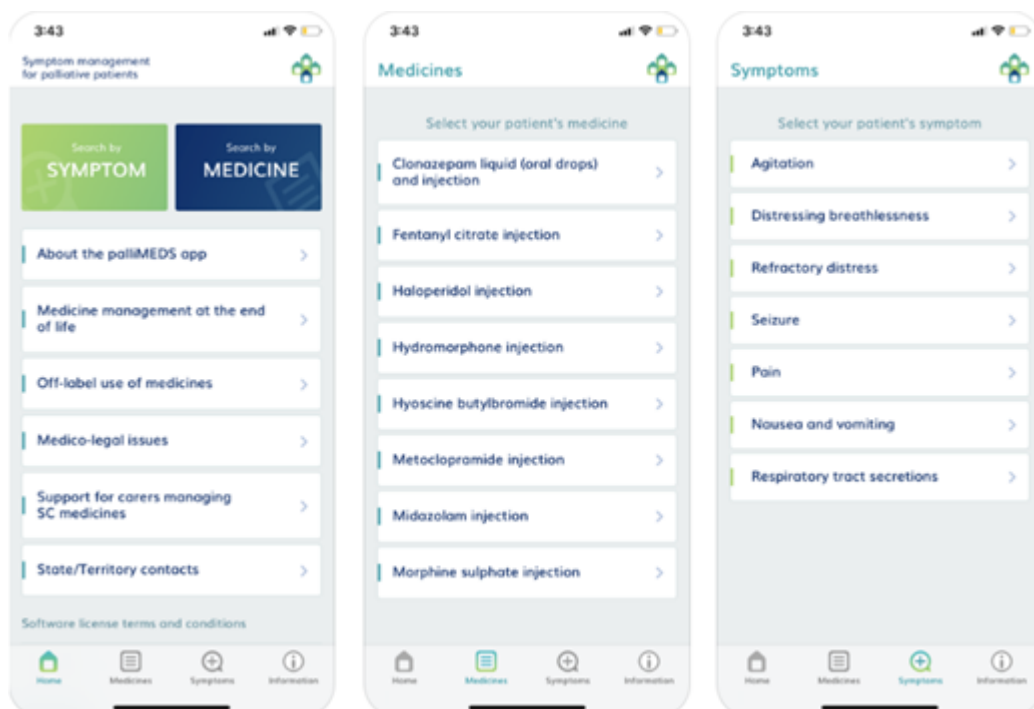 3:43
Symptom management
for palliative patients
Search by
SYMPTOM
Search by
MEDICINE
About the palliMEDS app
Medicine management at the end
of life
Off-label use of medicines
Medico-legal issues
Support for carers managing
SC medicines
State/Territory contacts
Software license terms and conditions
Home
Medicines
Symptoms
Information
3:43
Medicines
Select your patient's medicine
Clonazepam liquid (oral drops)
and injection
Fentanyl citrate injection
Haloperidol injection
Hydromorphone injection
Hyoscine butylbromide injection
Metoclopramide injection
Midazolam injection
Morphine sulphate injection
Home
Medicines
Symptoms
Information
3:43
Symptoms
Select your patient's symptom
Agitation
Distressing breathlessness
Refractory distress
Seizure
Pain
Nausea and vomiting
Respiratory tract secretions
Home
Medicines
Symptoms
Information